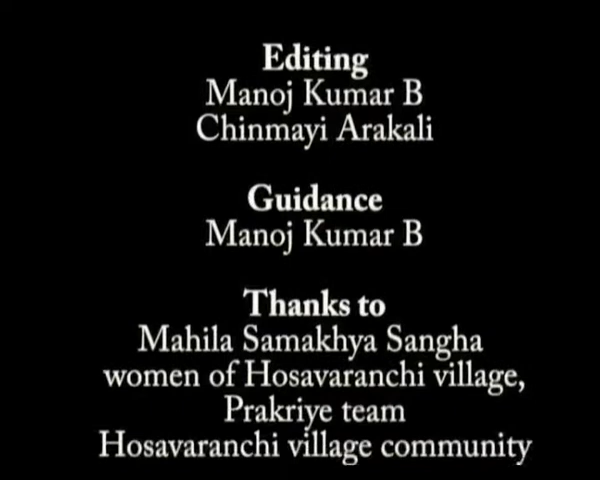 Editing
Manoj Kumar B
Chinmayi Arakali
Guidance
Manoj Kumar B
Thanks to
Mahila Samakhya Sangha
women of Hosavaranchi village,
Prakriye team
Hosavaranchi village community